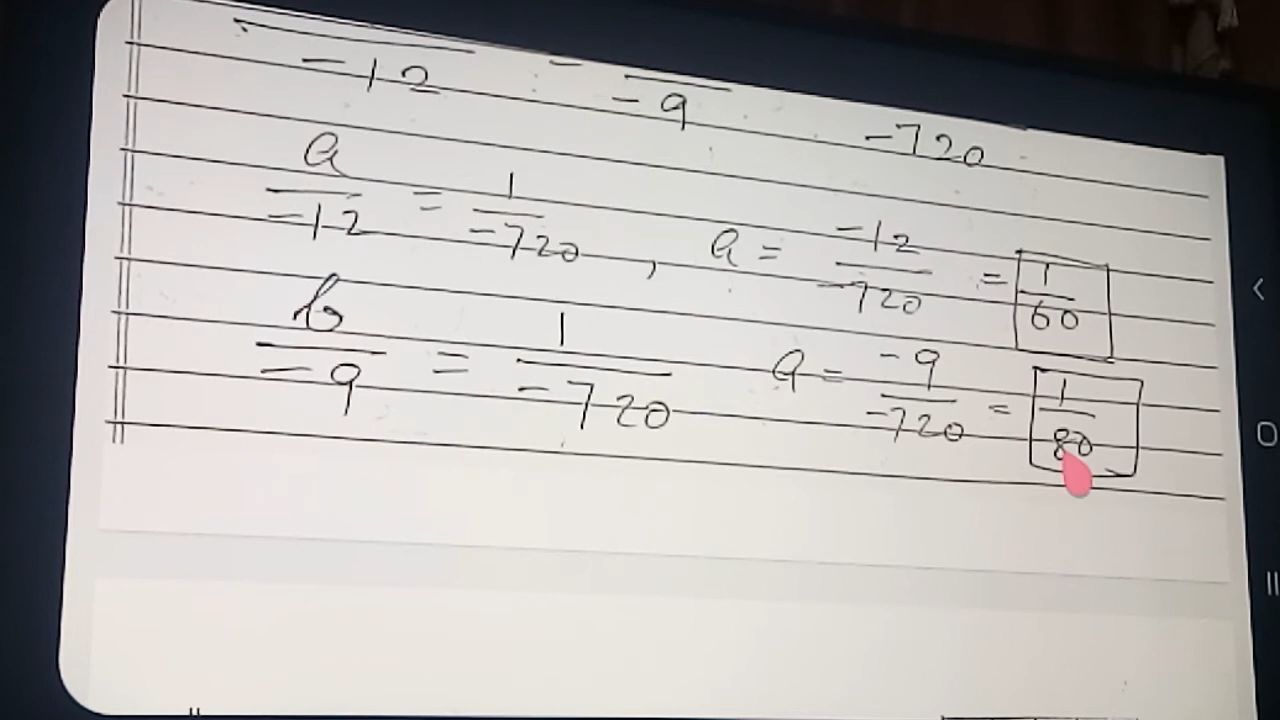 -12 = -9 -720
a/-12 = 1/-720 , a = -12/-720 = 1/60
b/-9 = 1/-720 a = -9/-720 = 1/80